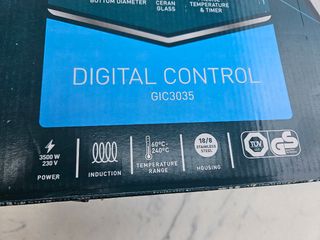 BOTTOM DIAMETER
CERAN
GLASS
TEMPERATURE
& TIMER
DIGITAL CONTROL
GIC3035
3500 W
230 V
POWER
INDUCTION
60°C-
240°C
TEMPERATURE
RANGE
18/8
STAINLESS
STEEL
HOUSING
TÜV
GS